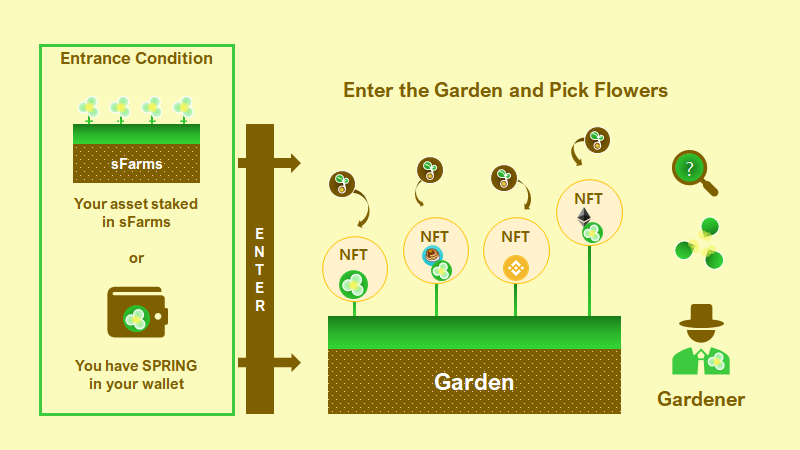 Entrance Condition
sFarms
Your asset staked
in sFarms
or
You have SPRING
in your wallet
ENTER
Enter the Garden and Pick Flowers
NFT
NFT
NFT
NFT
?
Garden
Gardener